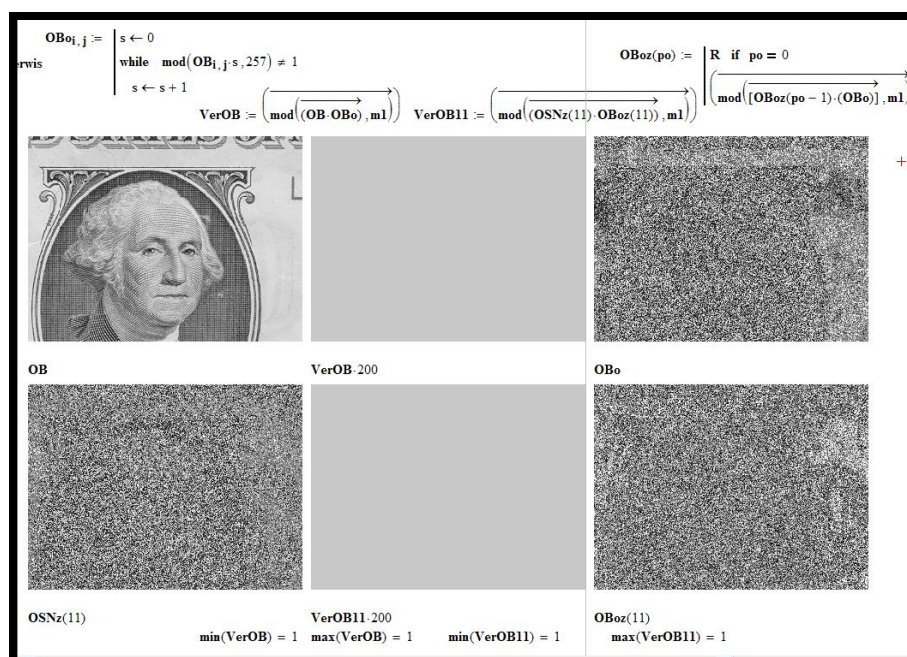 OBo i, j := s ← 0
erwis while mod(OB i, j · s , 257) ≠ 1
s ← s + 1
OBoz(po) := R if po = 0
mod([OBoz(po − 1)·(OBo)] , m1)
VerOB := (mod((OB·OBo) , m1)) VerOB11 := (mod((OSNz(11)·OBoz(11)) , m1))
OB VerOB·200 OBo
OSNz(11) VerOB11·200 OBoz(11)
min(VerOB) = 1 max(VerOB) = 1 min(VerOB11) = 1 max(VerOB11) = 1